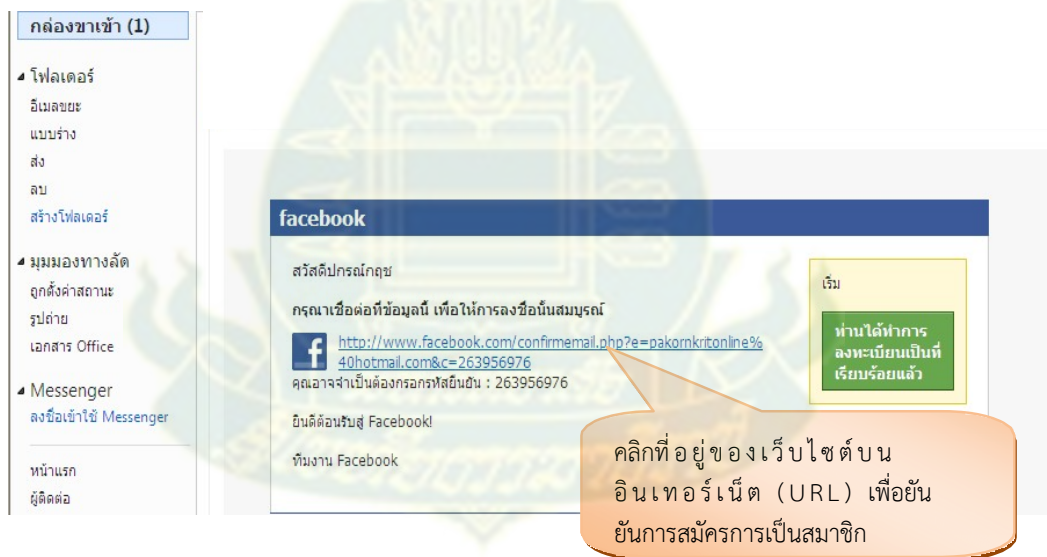 กล่องขาเข้า (1)
โฟลเดอร์
อีเมลขยะ
แบบร่าง
ส่ง
ลบ
สร้างโฟลเดอร์
มุมมองทางลัด
ถูกตั้งค่าสถานะ
รูปถ่าย
เอกสาร Office
Messenger
ลงชื่อเข้าใช้ Messenger
หน้าแรก
ผู้ติดต่อ
facebook
สวัสดีปกรณ์กฤช
กรุณาเชื่อต่อที่ข้อมูลนี้ เพื่อให้การลงชื่อนั้นสมบูรณ์
http://www.facebook.com/confirmemail.php?e=pakornkritonline%
40hotmail.com&c=263956976
คุณอาจจำเป็นต้องกรอกรหัสยืนยัน : 263956976
ยินดีต้อนรับสู่ Facebook!
ทีมงาน Facebook
เริ่ม
ท่านได้ทำการ
ลงทะเบียนเป็นที่
เรียบร้อยแล้ว
คลิกที่อยู่ของเว็บไซต์บน
อินเทอร์เน็ต (URL) เพื่อยัน
ยันการสมัครการเป็นสมาชิก